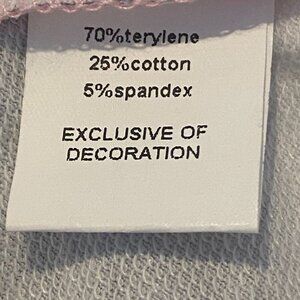 70%terylene
25%cotton
5%spandex
EXCLUSIVE OF
DECORATION